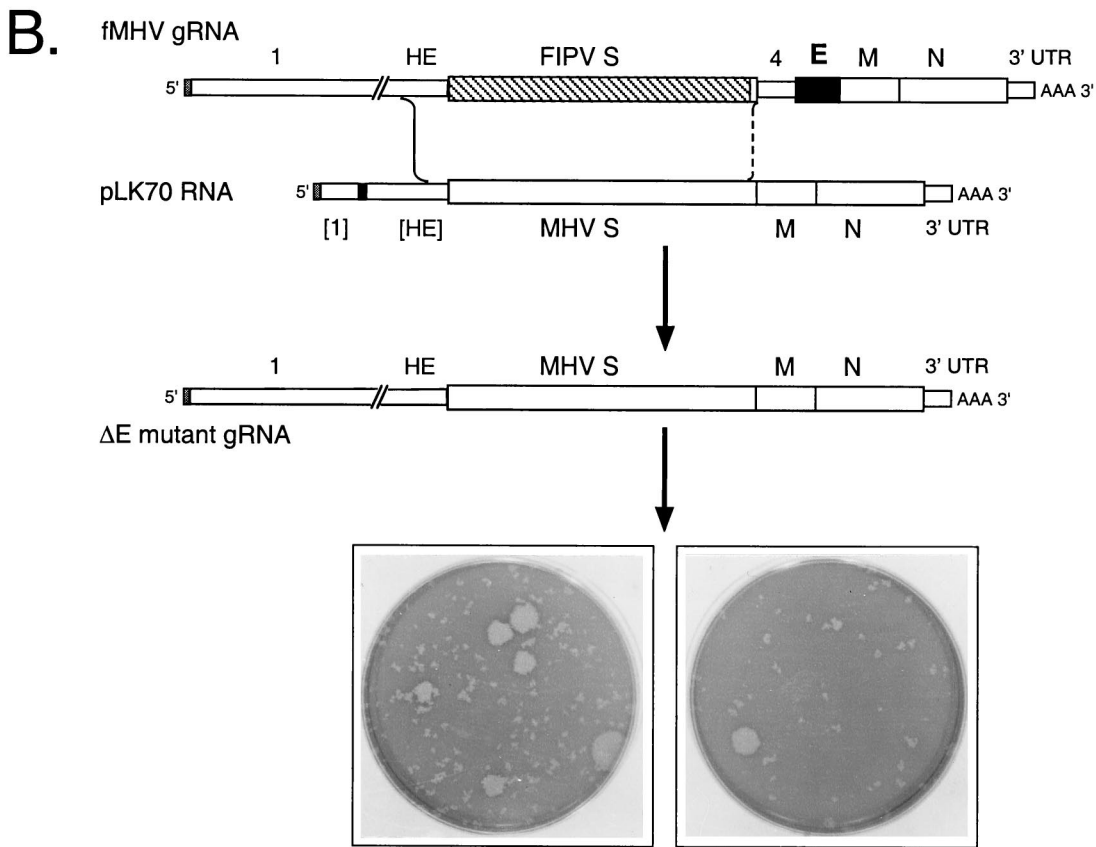 B.
fMHV gRNA
1 HE FIPV S 4 E M N 3' UTR
5' AAA 3'
pLK70 RNA
5' AAA 3'
[1] [HE] MHV S M N 3' UTR
1 HE MHV S M N 3' UTR
5' AAA 3'
ΔE mutant gRNA